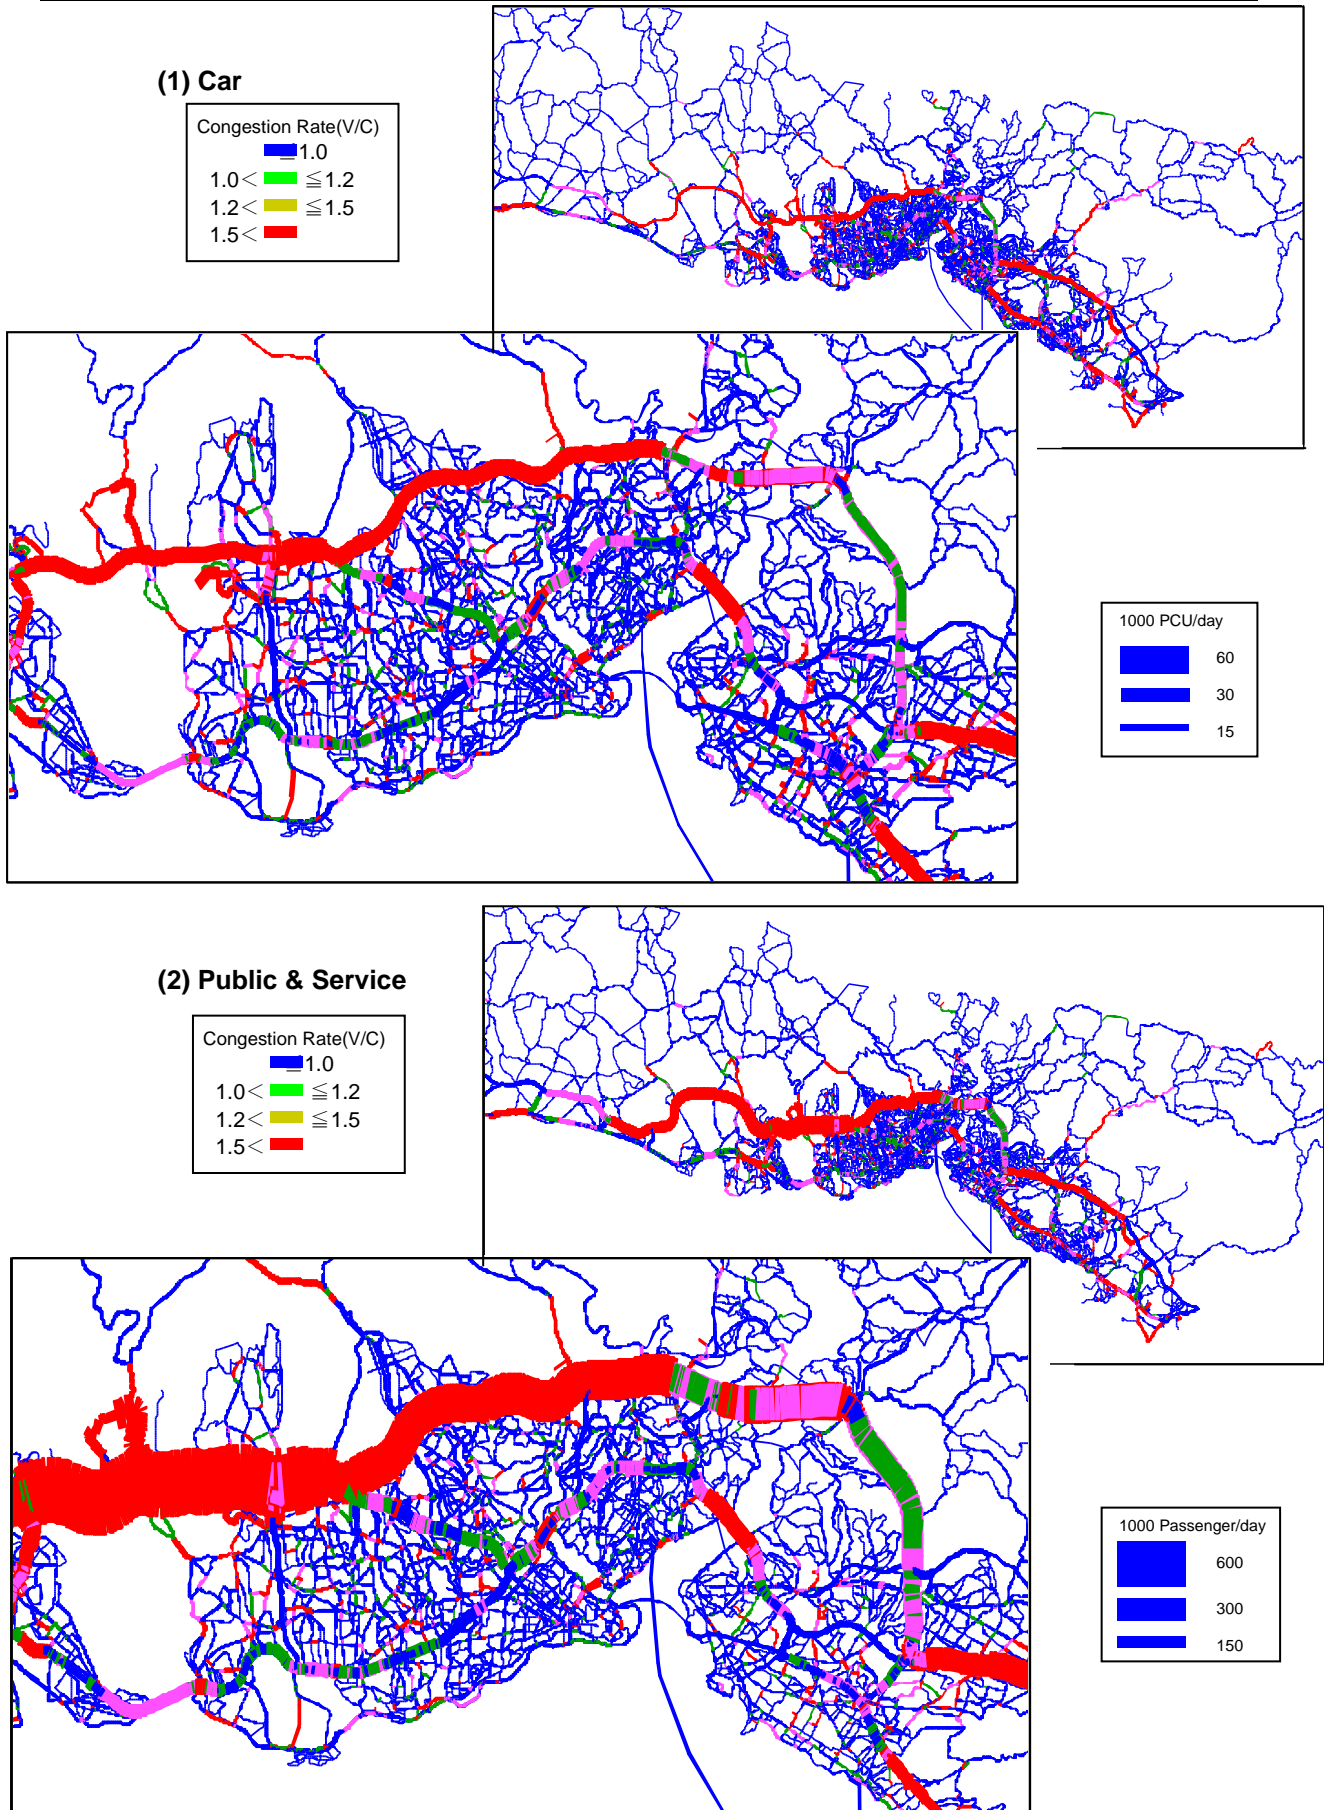 (1) Car
Congestion Rate(V/C)
≦1.0
1.0< ≦1.2
1.2< ≦1.5
1.5<
1000 PCU/day
60
30
15
(2) Public & Service
Congestion Rate(V/C)
≦1.0
1.0< ≦1.2
1.2< ≦1.5
1.5<
1000 Passenger/day
600
300
150